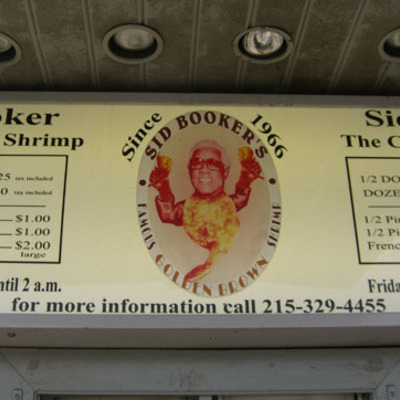 oker
Shrimp
25 tax included
0 tax included
$1.00
$1.00
$2.00
large
ntil 2 a.m.
Since 1966
SID BOOKER'S
FAMOUS GOLDEN BROWN SHRIMP
Sid
The C
1/2 DO
DOZE
1/2 Pin
1/2 Pi
Frenc
Frida
for more information call 215-329-4455